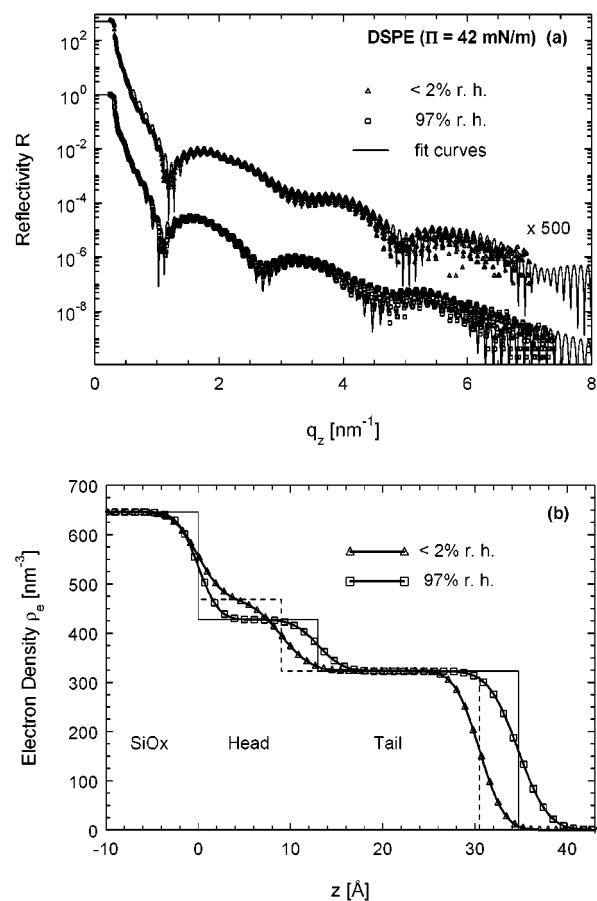 DSPE (Π = 42 mN/m) (a)
< 2% r. h.
97% r. h.
fit curves
x 500
10²
10⁰
10⁻²
10⁻⁴
10⁻⁶
10⁻⁸
Reflectivity R
0 2 4 6 8
q_z [nm⁻¹]
(b)
< 2% r. h.
97% r. h.
700
600
500
400
300
200
100
0
Electron Density ρ_e [nm⁻³]
SiOx Head Tail
-10 0 10 20 30 40
z [Å]